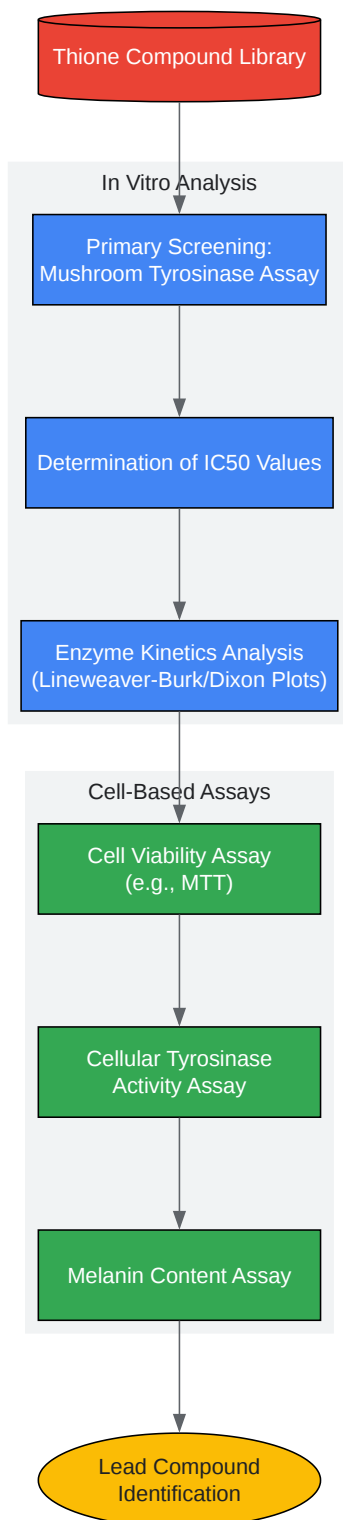 Thione Compound Library
In Vitro Analysis
Primary Screening:
Mushroom Tyrosinase Assay
Determination of IC50 Values
Enzyme Kinetics Analysis
(Lineweaver-Burk/Dixon Plots)
Cell-Based Assays
Cell Viability Assay
(e.g., MTT)
Cellular Tyrosinase
Activity Assay
Melanin Content Assay
Lead Compound
Identification